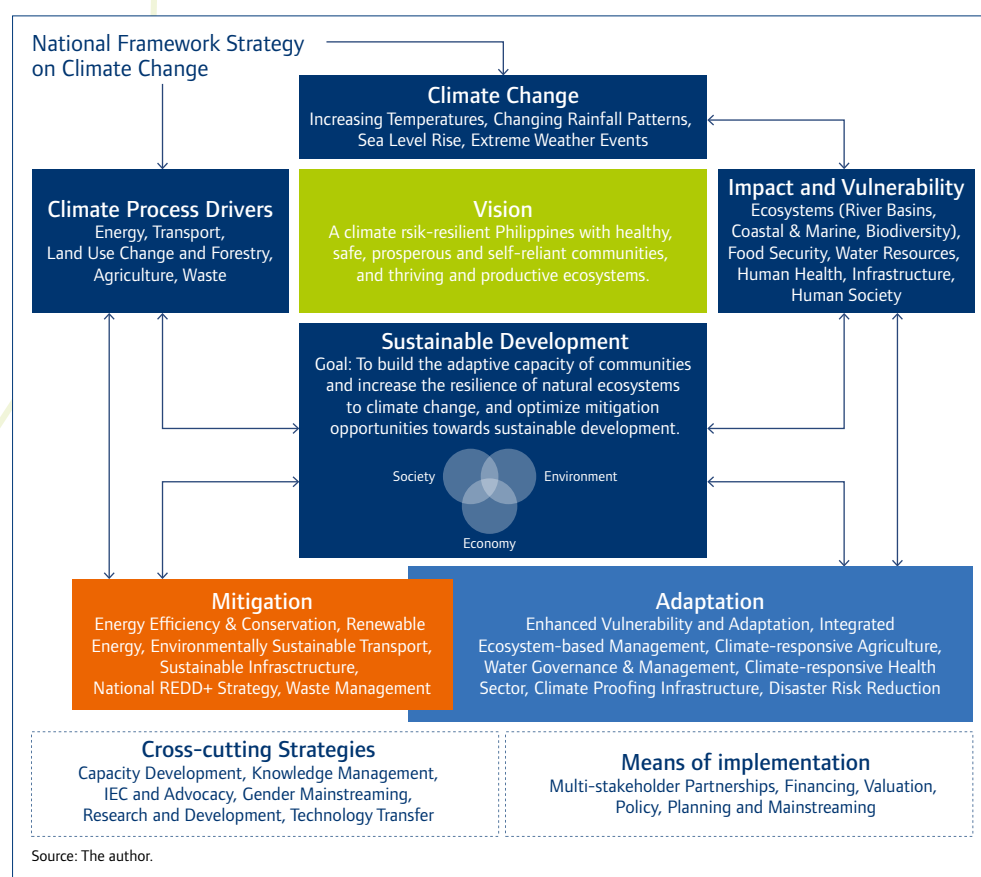 National Framework Strategy
on Climate Change
Climate Change
Increasing Temperatures, Changing Rainfall Patterns,
Sea Level Rise, Extreme Weather Events
Climate Process Drivers
Energy, Transport,
Land Use Change and Forestry,
Agriculture, Waste
Vision
A climate rsik-resilient Philippines with healthy,
safe, prosperous and self-reliant communities,
and thriving and productive ecosystems.
Impact and Vulnerability
Ecosystems (River Basins,
Coastal & Marine, Biodiversity),
Food Security, Water Resources,
Human Health, Infrastructure,
Human Society
Sustainable Development
Goal: To build the adaptive capacity of communities
and increase the resilience of natural ecosystems
to climate change, and optimize mitigation
opportunities towards sustainable development.
Society
Environment
Economy
Mitigation
Energy Efficiency & Conservation, Renewable
Energy, Environmentally Sustainable Transport,
Sustainable Infrasctructure,
National REDD+ Strategy, Waste Management
Adaptation
Enhanced Vulnerability and Adaptation, Integrated
Ecosystem-based Management, Climate-responsive Agriculture,
Water Governance & Management, Climate-responsive Health
Sector, Climate Proofing Infrastructure, Disaster Risk Reduction
Cross-cutting Strategies
Capacity Development, Knowledge Management,
IEC and Advocacy, Gender Mainstreaming,
Research and Development, Technology Transfer
Means of implementation
Multi-stakeholder Partnerships, Financing, Valuation,
Policy, Planning and Mainstreaming
Source: The author.